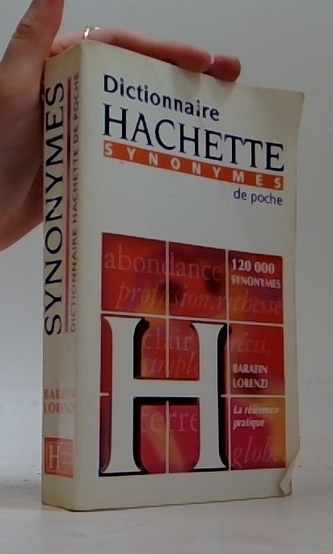 Dictionnaire
HACHETTE
SYNONYMES
de poche
abondance
profusion, richesse
120 000
SYNONYMES
clair
simple
précis,
BARATIN
LORENZI
terre
La référence
pratique
globe
H
SYNONYMES
DICTIONNAIRE HACHETTE DE POCHE
BARATIN
LORENZI
H